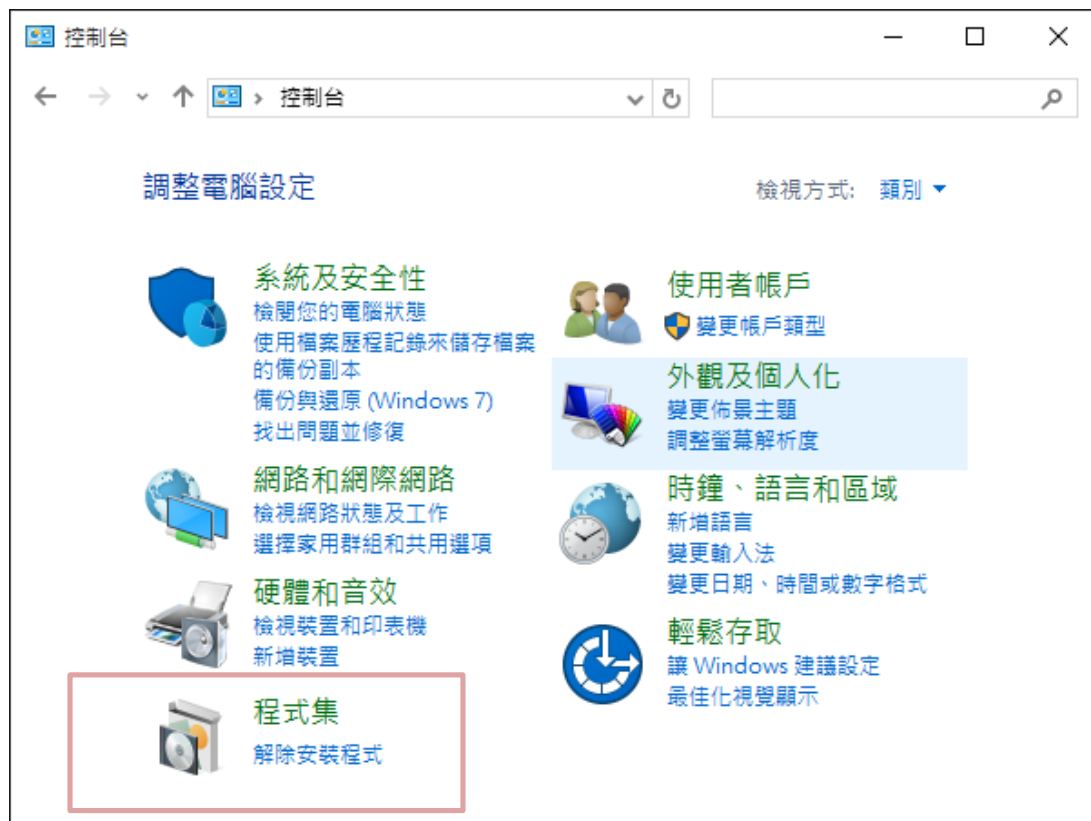 控制台
控制台
調整電腦設定
檢視方式: 類別
系統及安全性
檢閱您的電腦狀態
使用檔案歷程記錄來儲存檔案
的備份副本
備份與還原 (Windows 7)
找出問題並修復
網路和網際網路
檢視網路狀態及工作
選擇家用群組和共用選項
硬體和音效
檢視裝置和印表機
新增裝置
程式集
解除安裝程式
使用者帳戶
變更帳戶類型
外觀及個人化
變更佈景主題
調整螢幕解析度
時鐘、語言和區域
新增語言
變更輸入法
變更日期、時間或數字格式
輕鬆存取
讓 Windows 建議設定
最佳化視覺顯示